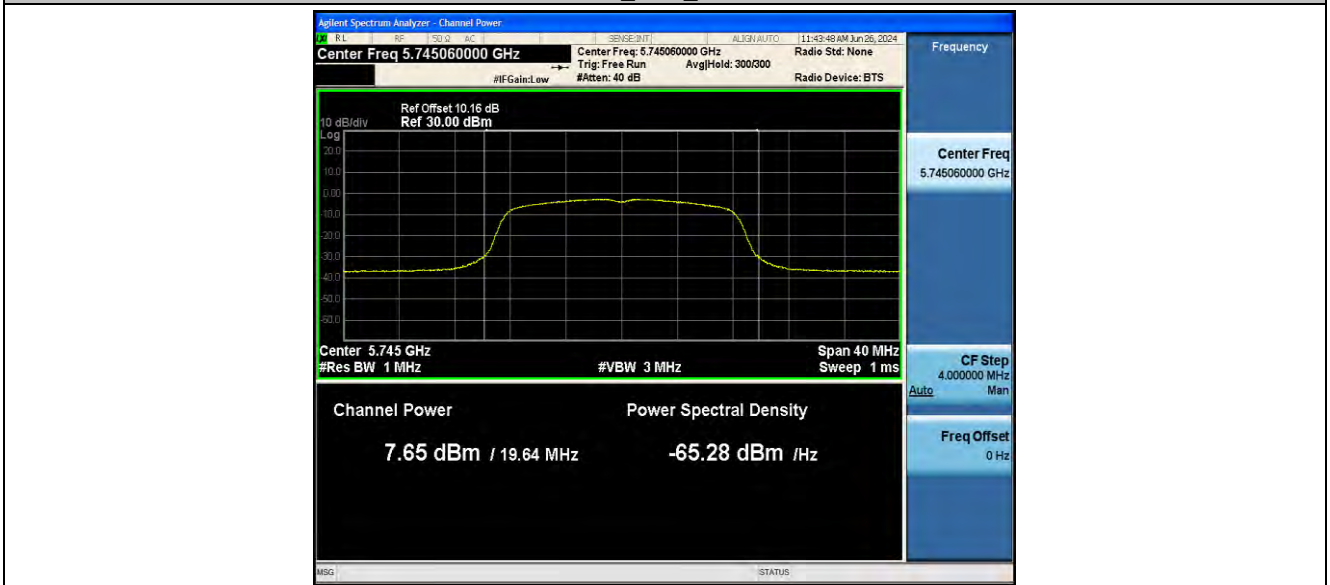 Agilent Spectrum Analyzer - Channel Power
RL RF 50 Ω AC SENSE:INT ALIGN AUTO 11:43:48 AM Jun 26, 2024
Center Freq 5.745060000 GHz
Center Freq: 5.745060000 GHz
Radio Std: None
Trig: Free Run Avg|Hold: 300/300
#IFGain:Low
#Atten: 40 dB
Radio Device: BTS
Ref Offset 10.16 dB
10 dB/div Ref 30.00 dBm
Log
20.0
10.0
0.00
-10.0
-20.0
-30.0
-40.0
-50.0
-60.0
Center 5.745 GHz
Span 40 MHz
#Res BW 1 MHz
#VBW 3 MHz
Sweep 1 ms
Channel Power
Power Spectral Density
7.65 dBm / 19.64 MHz
-65.28 dBm /Hz
MSG
STATUS
Frequency
Center Freq
5.745060000 GHz
CF Step
4.000000 MHz
Auto Man
Freq Offset
0 Hz